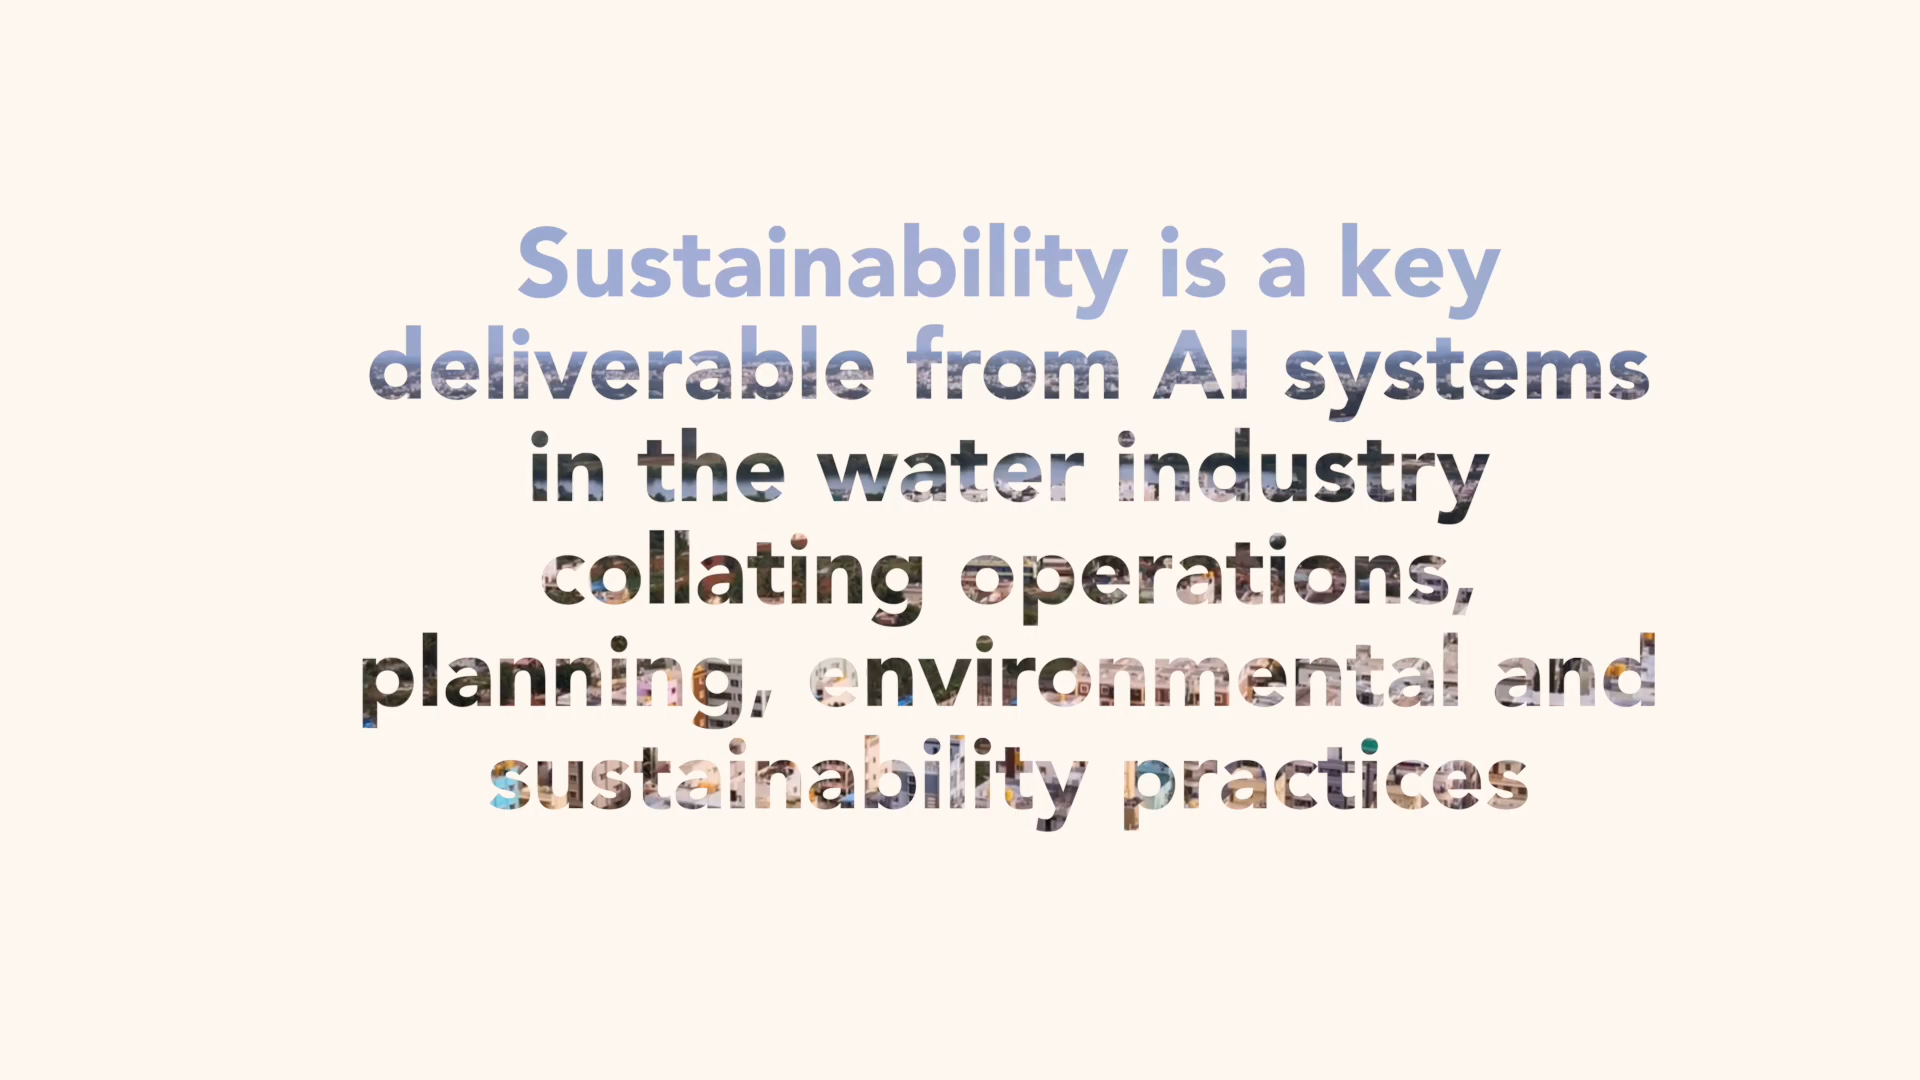 Sustainability is a key
deliverable from AI systems
in the water industry
collating operations,
planning, environmental and
sustainability practices